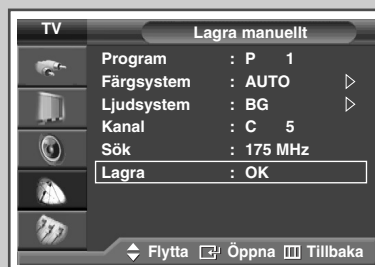 TV
Lagra manuellt
Program : P 1
Färgsystem : AUTO
Ljudsystem : BG
Kanal : C 5
Sök : 175 MHz
Lagra : OK
Flytta Öppna Tillbaka